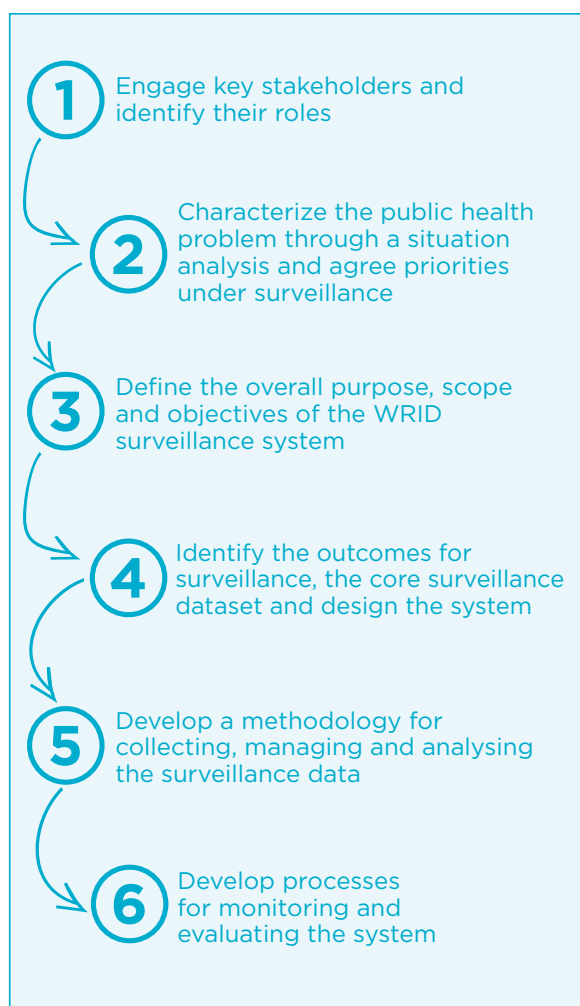 1
Engage key stakeholders and
identify their roles
2
Characterize the public health
problem through a situation
analysis and agree priorities
under surveillance
3
Define the overall purpose, scope
and objectives of the WRID
surveillance system
4
Identify the outcomes for
surveillance, the core surveillance
dataset and design the system
5
Develop a methodology for
collecting, managing and analysing
the surveillance data
6
Develop processes
for monitoring and
evaluating the system